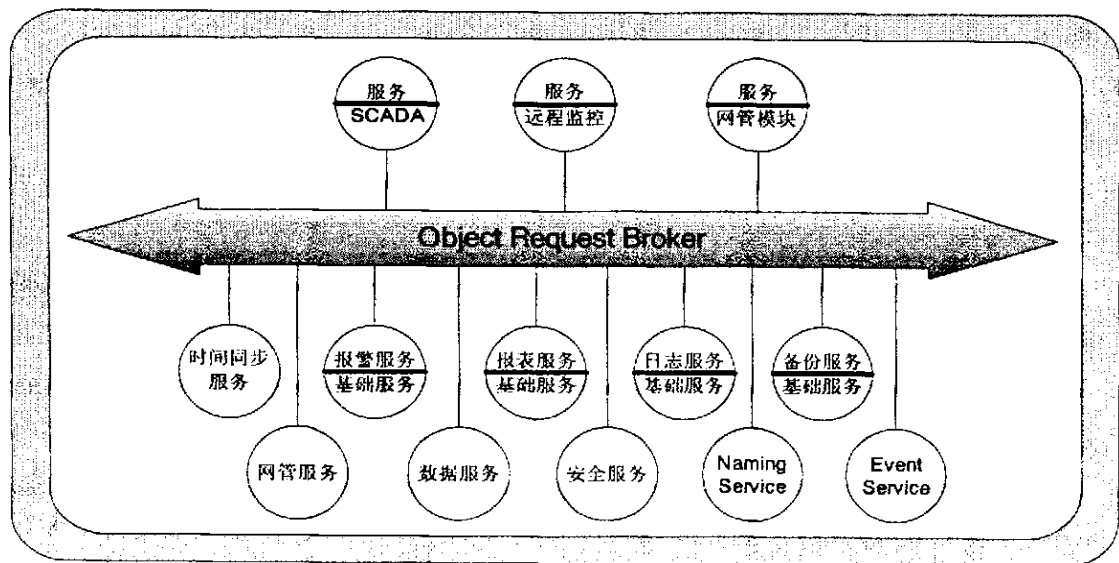 服务
SCADA
服务
远程监控
服务
网管模块
Object Request Broker
时间同步
服务
报警服务
基础服务
报表服务
基础服务
日志服务
基础服务
备份服务
基础服务
网管服务
数据服务
安全服务
Naming
Service
Event
Service